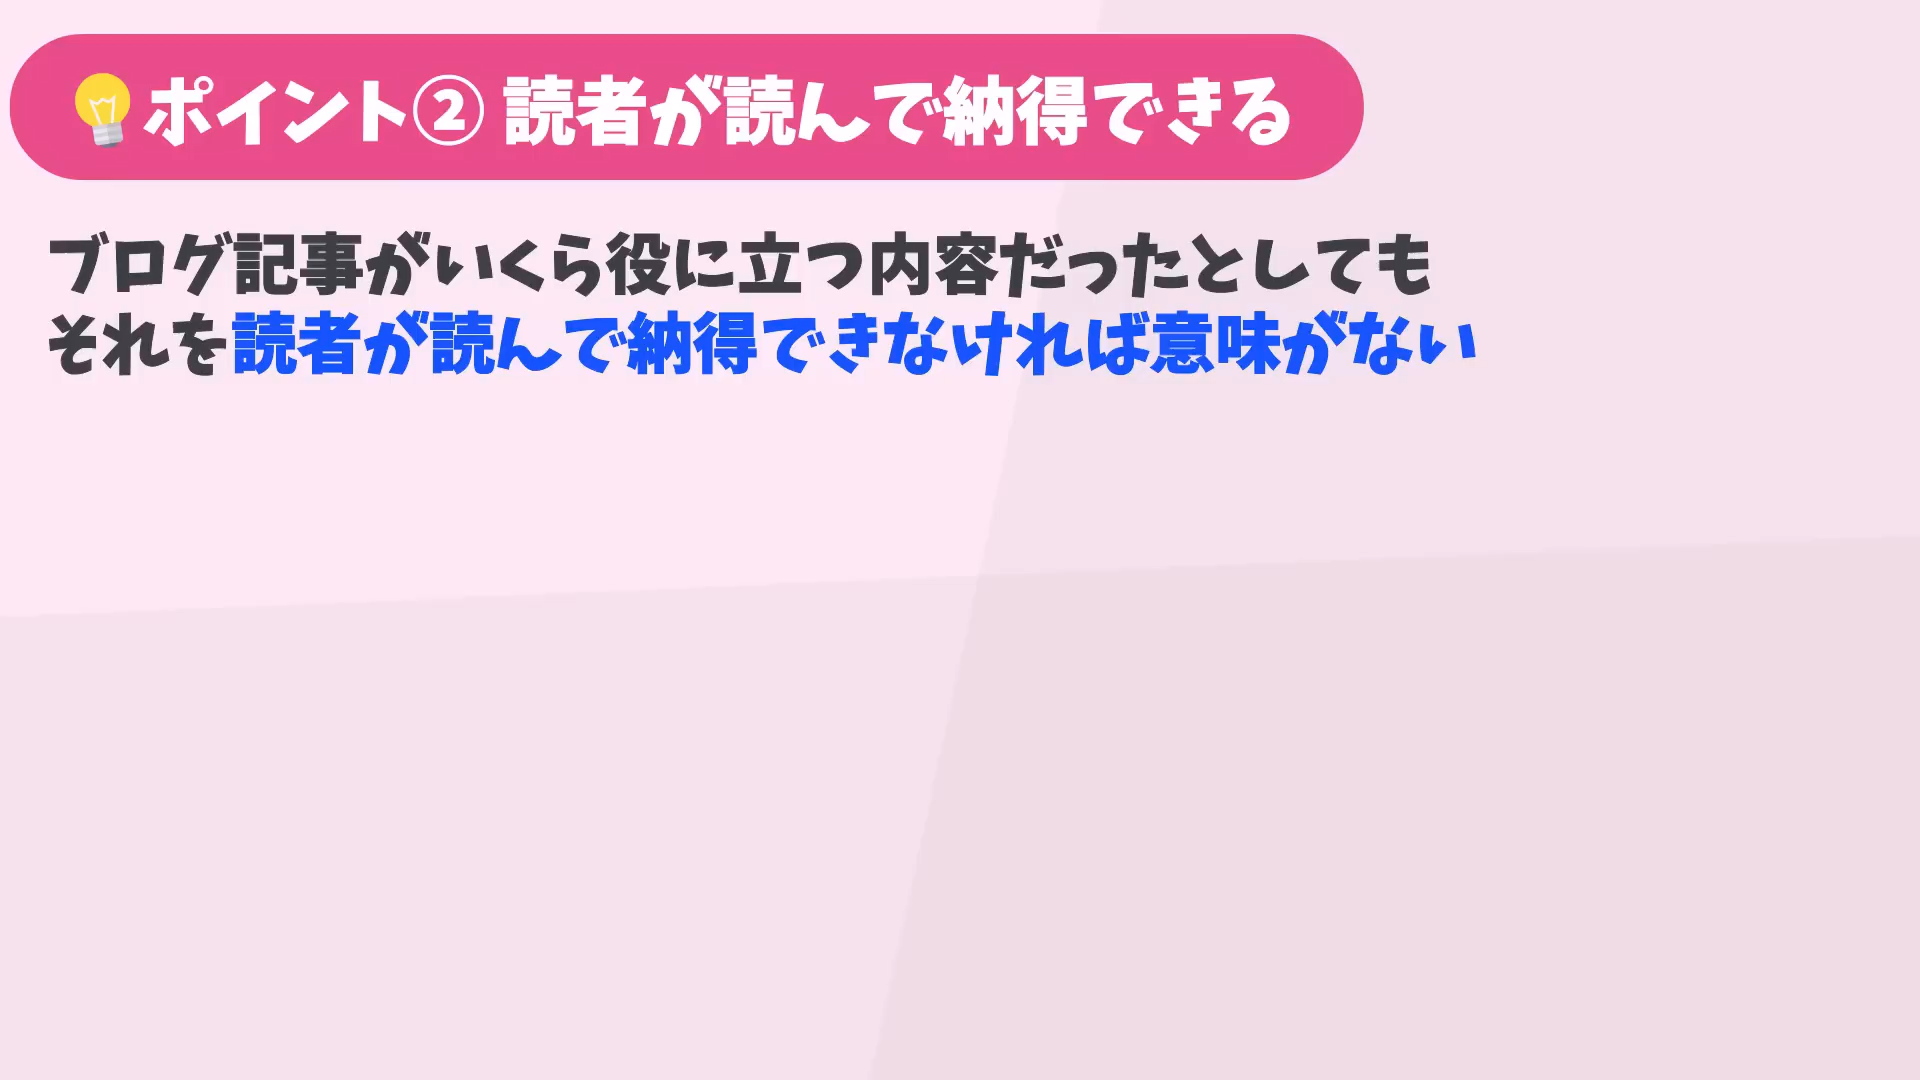 💡ポイント② 読者が読んで納得できる
ブログ記事がいくら役に立つ内容だったとしても
それを読者が読んで納得できなければ意味がない